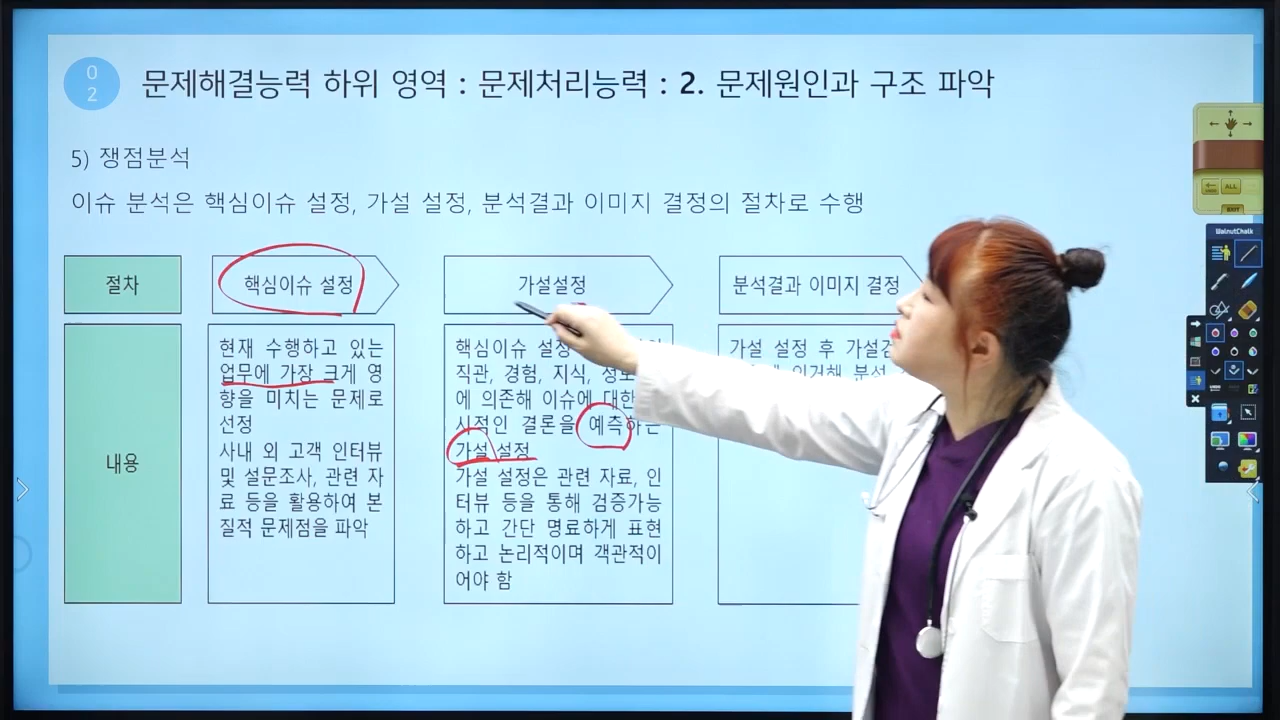 02
문제해결능력 하위 영역 : 문제처리능력 : 2. 문제원인과 구조 파악
5) 쟁점분석
이슈 분석은 핵심이슈 설정, 가설 설정, 분석결과 이미지 결정의 절차로 수행
절차
핵심이슈 설정
가설설정
분석결과 이미지 결정
내용
현재 수행하고 있는
업무에 가장 크게 영
향을 미치는 문제로
선정
사내 외 고객 인터뷰
및 설문조사, 관련 자
료 등을 활용하여 본
질적 문제점을 파악
핵심이슈 설정
직관, 경험, 지식,
에 의존해 이슈에 대한
시적인 결론을 예측하는
가설 설정
가설 설정은 관련 자료, 인
터뷰 등을 통해 검증가능
하고 간단 명료하게 표현
하고 논리적이며 객관적이
어야 함
가설 설정 후
의거해 분석
ALL
EXIT
WalnutChalk